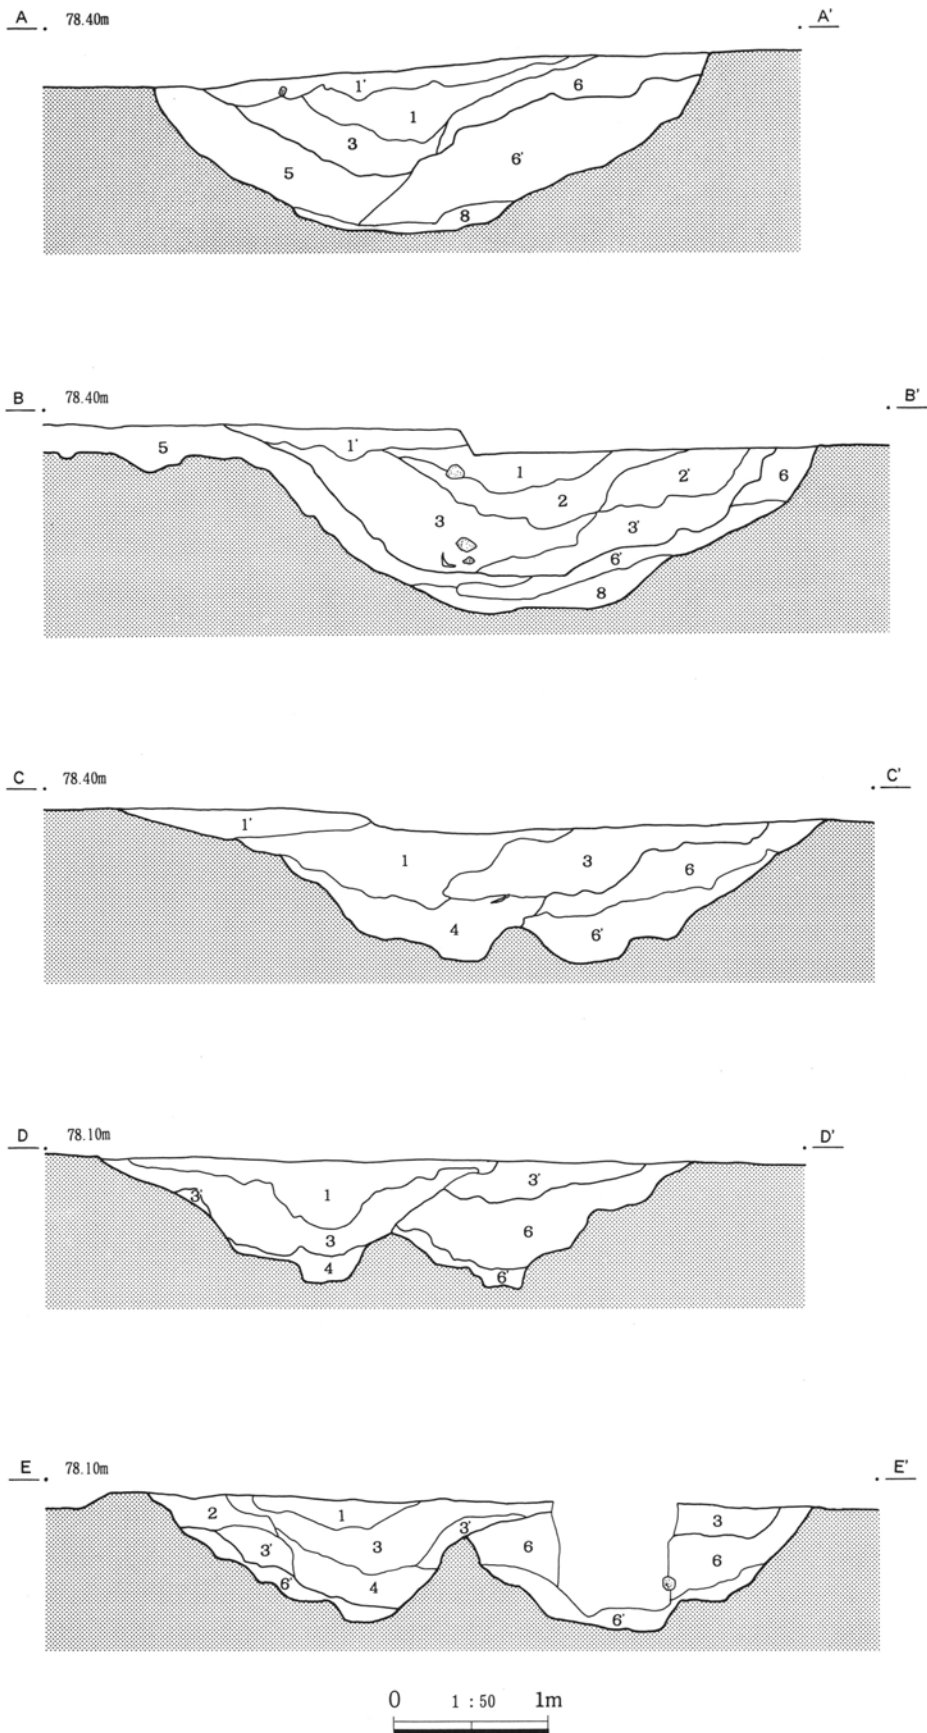 A 78.40m A'
1' 6
1
3
5 6'
8
B 78.40m B'
5 1' 1 2' 6
2
3 3'
6'
8
C 78.40m C'
1'
1 3 6
4 6'
D 78.10m D'
3' 1 3'
3 6
4 6'
E 78.10m E'
2 1 3' 3
3' 3 6 6
6' 4
6'
0 1 : 50 1m